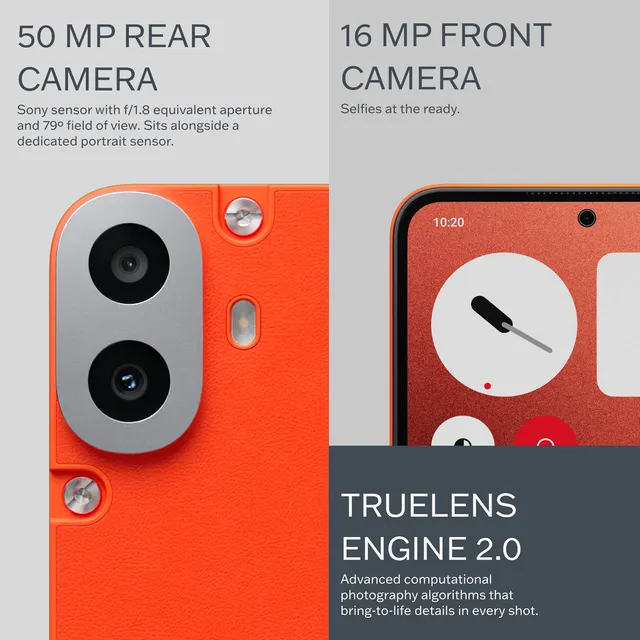 50 MP REAR
CAMERA
Sony sensor with f/1.8 equivalent aperture
and 79º field of view. Sits alongside a
dedicated portrait sensor.
16 MP FRONT
CAMERA
Selfies at the ready.
10:20
TRUELENS
ENGINE 2.0
Advanced computational
photography algorithms that
bring-to-life details in every shot.